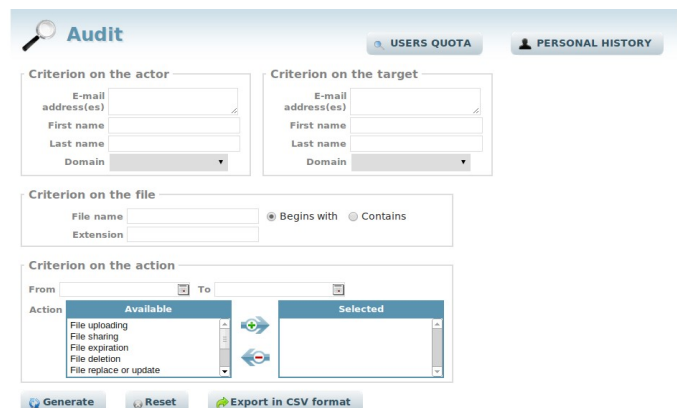 Audit
USERS QUOTA
PERSONAL HISTORY
Criterion on the actor
E-mail
address(es)
First name
Last name
Domain
Criterion on the target
E-mail
address(es)
First name
Last name
Domain
Criterion on the file
File name
Begins with
Contains
Extension
Criterion on the action
From
To
Action
Available
File uploading
File sharing
File expiration
File deletion
File replace or update
Selected
Generate
Reset
Export in CSV format